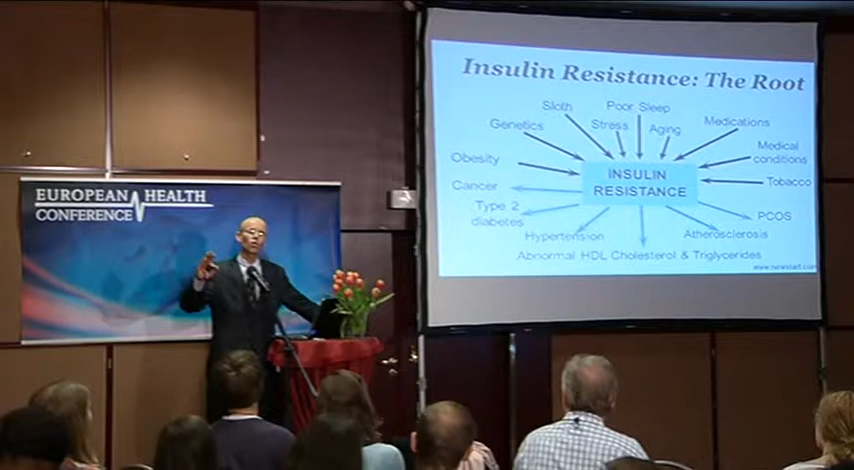 EUROPEAN HEALTH
CONFERENCE
Insulin Resistance: The Root
Sloth
Poor Sleep
Genetics
Stress
Aging
Medications
Obesity
Medical
conditions
INSULIN
RESISTANCE
Cancer
Tobacco
Type 2
diabetes
PCOS
Hypertension
Atherosclerosis
Abnormal HDL Cholesterol & Triglycerides
www.newstart.com